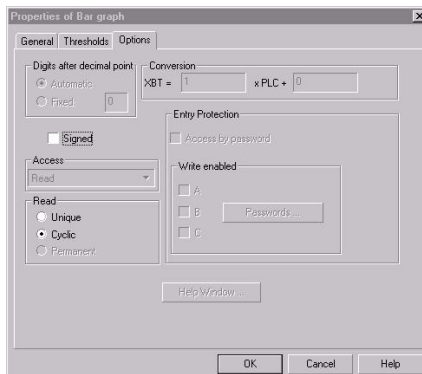 Properties of Bar graph
General Thresholds Options
Digits after decimal point
Automatic
Fixed 0
Conversion
XBT = 1 x PLC + 0
Signed
Entry Protection
Access by password
Access
Read
Write enabled
A
B Passwords ...
C
Read
Unique
Cyclic
Permanent
Help Window ...
OK Cancel Help